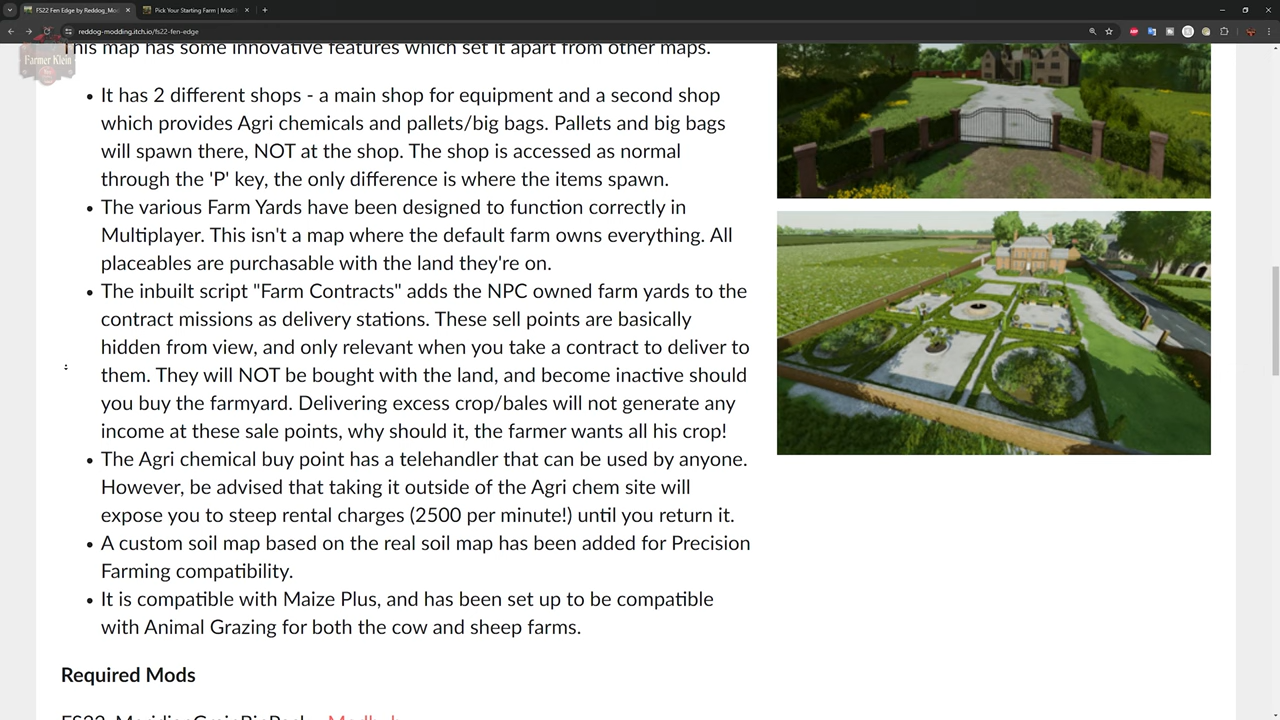 FS22 Fen Edge by Reddog_Mo
Pick Your Starting Farm | ModH
reddog-modding.itch.io/fs22-fen-edge
Farmer Klein
This map has some innovative features which set it apart from other maps.
• It has 2 different shops - a main shop for equipment and a second shop
which provides Agri chemicals and pallets/big bags. Pallets and big bags
will spawn there, NOT at the shop. The shop is accessed as normal
through the 'P' key, the only difference is where the items spawn.
• The various Farm Yards have been designed to function correctly in
Multiplayer. This isn't a map where the default farm owns everything. All
placeables are purchasable with the land they're on.
• The inbuilt script "Farm Contracts" adds the NPC owned farm yards to the
contract missions as delivery stations. These sell points are basically
hidden from view, and only relevant when you take a contract to deliver to
them. They will NOT be bought with the land, and become inactive should
you buy the farmyard. Delivering excess crop/bales will not generate any
income at these sale points, why should it, the farmer wants all his crop!
• The Agri chemical buy point has a telehandler that can be used by anyone.
However, be advised that taking it outside of the Agri chem site will
expose you to steep rental charges (2500 per minute!) until you return it.
• A custom soil map based on the real soil map has been added for Precision
Farming compatibility.
• It is compatible with Maize Plus, and has been set up to be compatible
with Animal Grazing for both the cow and sheep farms.
Required Mods